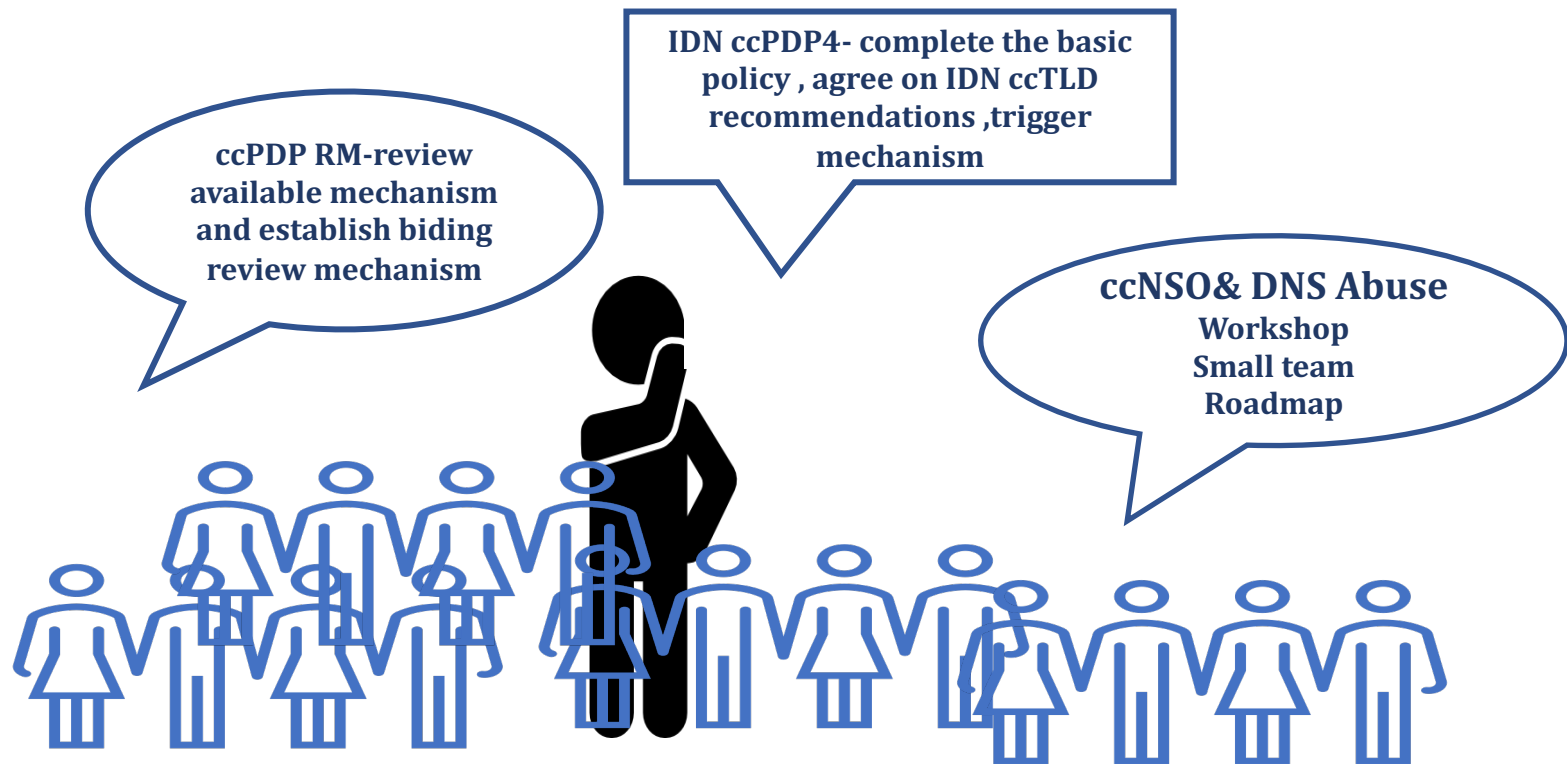 ccPDP RM-review
available mechanism
and establish biding
review mechanism
IDN ccPDP4- complete the basic
policy , agree on IDN ccTLD
recommendations ,trigger
mechanism
ccNSO& DNS Abuse
Workshop
Small team
Roadmap